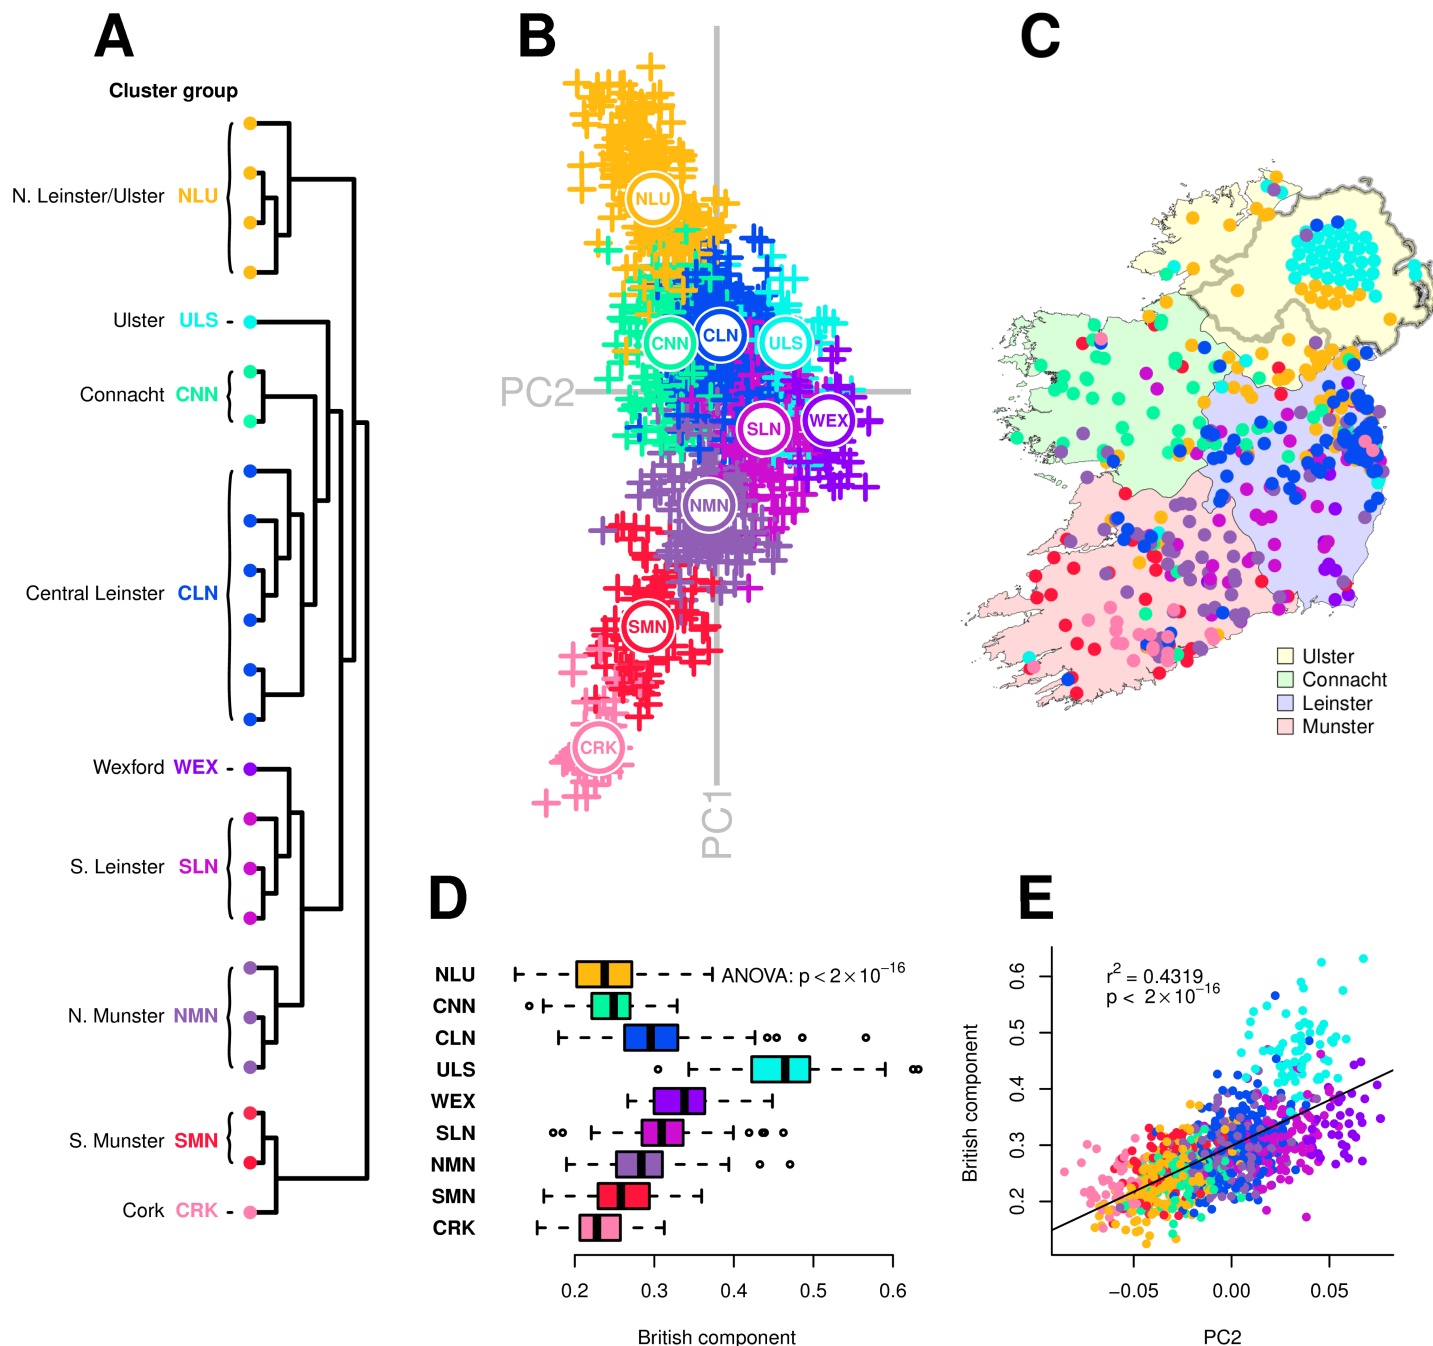 A
Cluster group
N. Leinster/Ulster NLU
Ulster ULS
Connacht CNN
Central Leinster CLN
Wexford WEX
S. Leinster SLN
N. Munster NMN
S. Munster SMN
Cork CRK
B
NLU
CNN
CLN
ULS
PC2
SLN
WEX
NMN
SMN
CRK
PC1
C
Ulster
Connacht
Leinster
Munster
D
NLU
CNN
CLN
ULS
WEX
SLN
NMN
SMN
CRK
ANOVA: p < 2×10−16
0.2 0.3 0.4 0.5 0.6
British component
E
r2 = 0.4319
p < 2×10−16
0.6
0.5
0.4
0.3
0.2
British component
−0.05 0.00 0.05
PC2